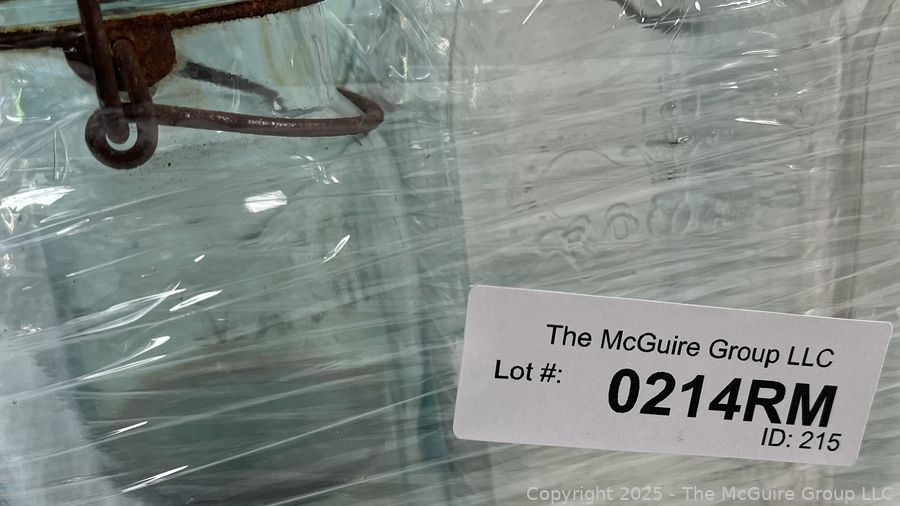 The McGuire Group LLC
Lot #: 0214RM
ID: 215
Copyright 2025 - The McGuire Group LLC